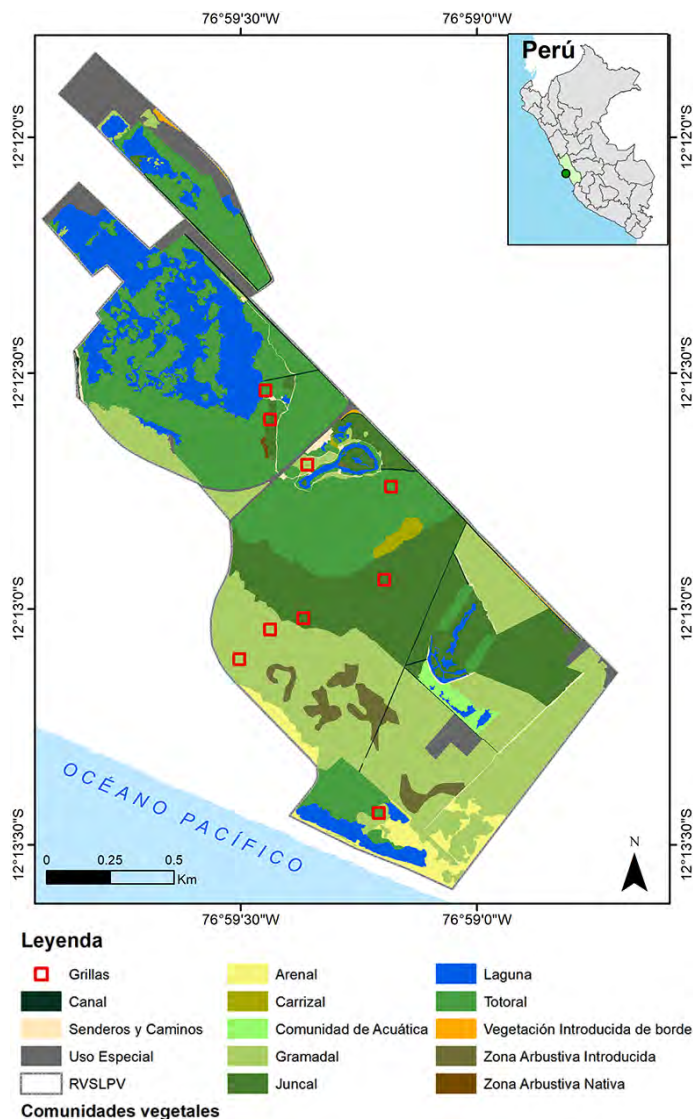 76°59'30"W
76°59'0"W
Perú
12°12'0"S
12°12'0"S
12°12'30"S
12°12'30"S
12°13'0"S
12°13'0"S
12°13'30"S
12°13'30"S
OCÉANO PACÍFICO
0 0.25 0.5
Km
N
76°59'30"W
76°59'0"W
Leyenda
Grillas
Canal
Senderos y Caminos
Uso Especial
RVSLPV
Arenal
Carrizal
Comunidad de Acuática
Gramadal
Juncal
Laguna
Totoral
Vegetación Introducida de borde
Zona Arbustiva Introducida
Zona Arbustiva Nativa
Comunidades vegetales